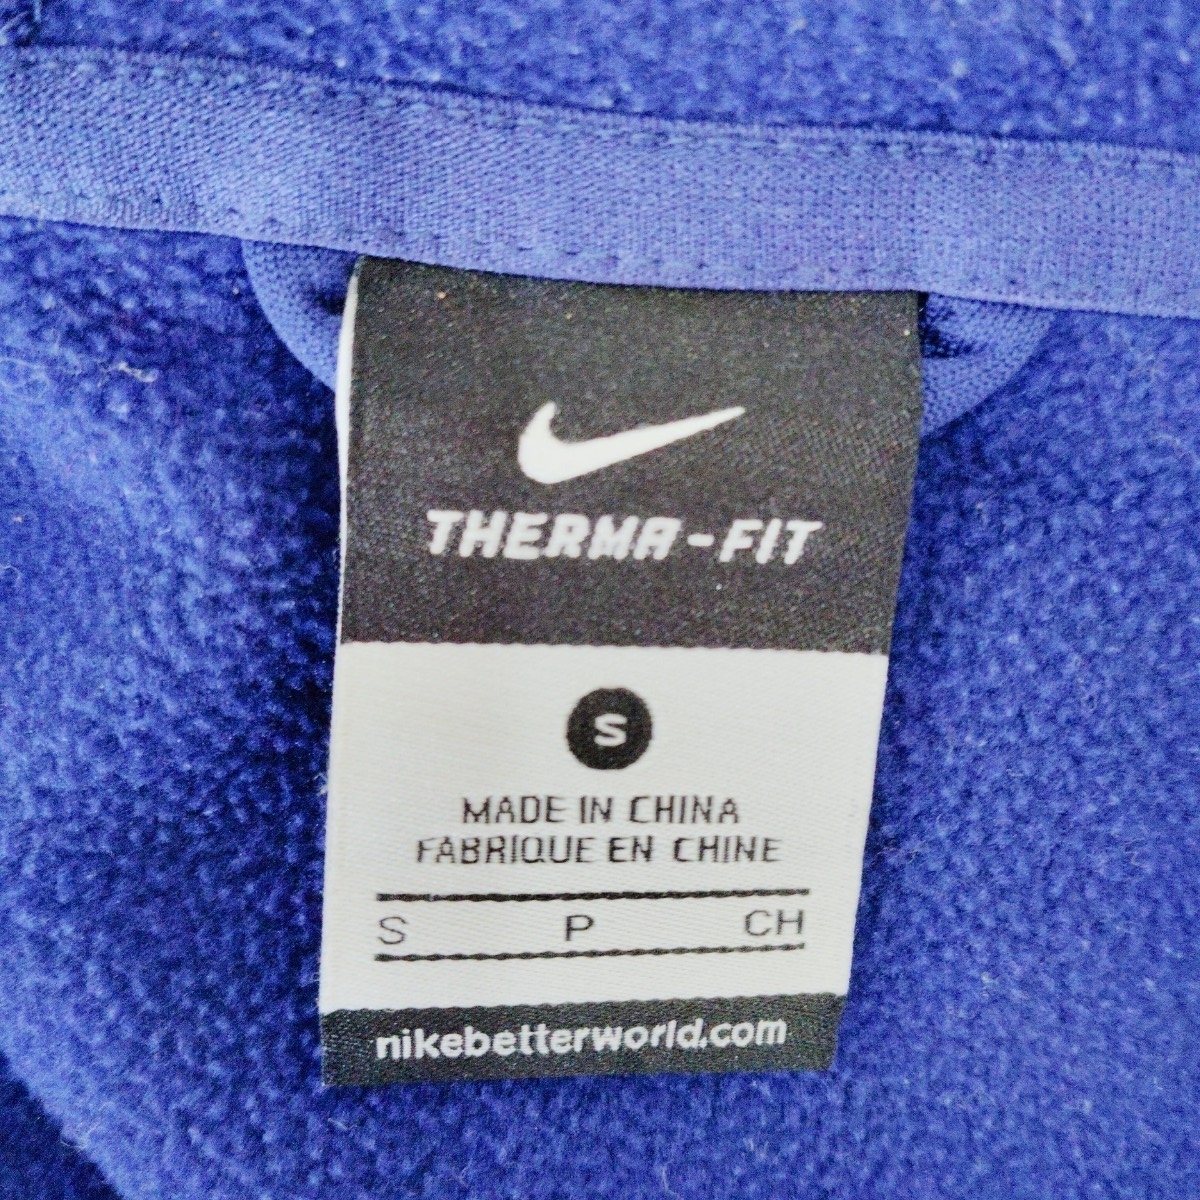 THERMA-FIT
S
MADE IN CHINA
FABRIQUE EN CHINE
S P CH
nikebetterworld.com